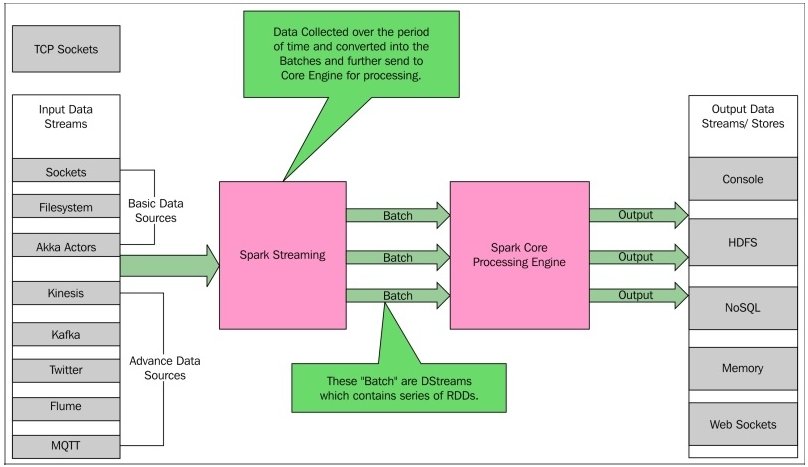 TCP Sockets
Data Collected over the period
of time and converted into the
Batches and further send to
Core Engine for processing.
Input Data
Streams
Sockets
Filesystem
Akka Actors
Kinesis
Kafka
Twitter
Flume
MQTT
Basic Data
Sources
Advance Data
Sources
Spark Streaming
Batch
Batch
Batch
These "Batch" are DStreams
which contains series of RDDs.
Spark Core
Processing Engine
Output
Output
Output
Output Data
Streams/ Stores
Console
HDFS
NoSQL
Memory
Web Sockets